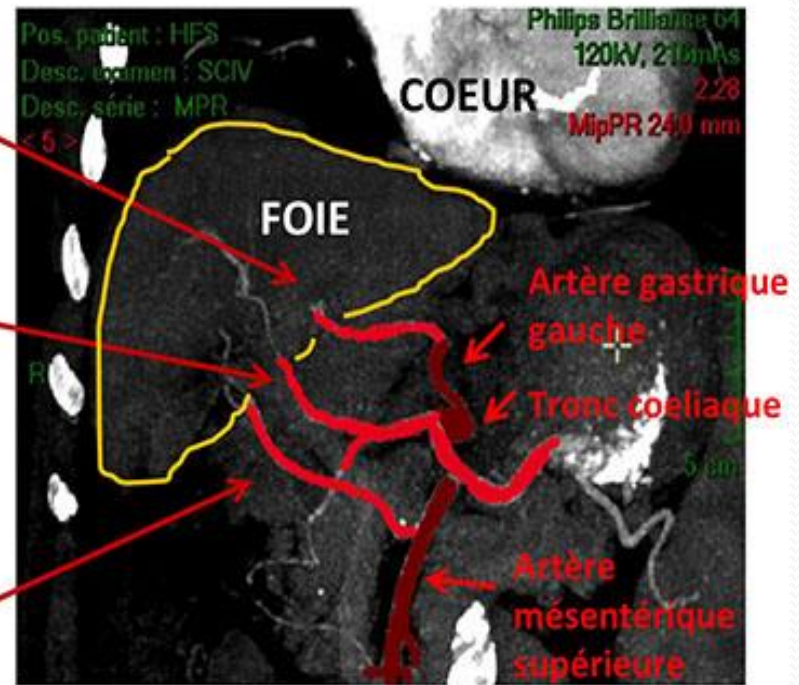 Pos. patient : HFS
Desc. examen : SCIV
Desc. série : MPR
< 5 >
Philips Brilliance 64
120kV, 216mAs
2.28
MipPR 24,0 mm
COEUR
FOIE
Artère gastrique
gauche
R
Tronc coeliaque
5 cm
Artère
mésentérique
supérieure